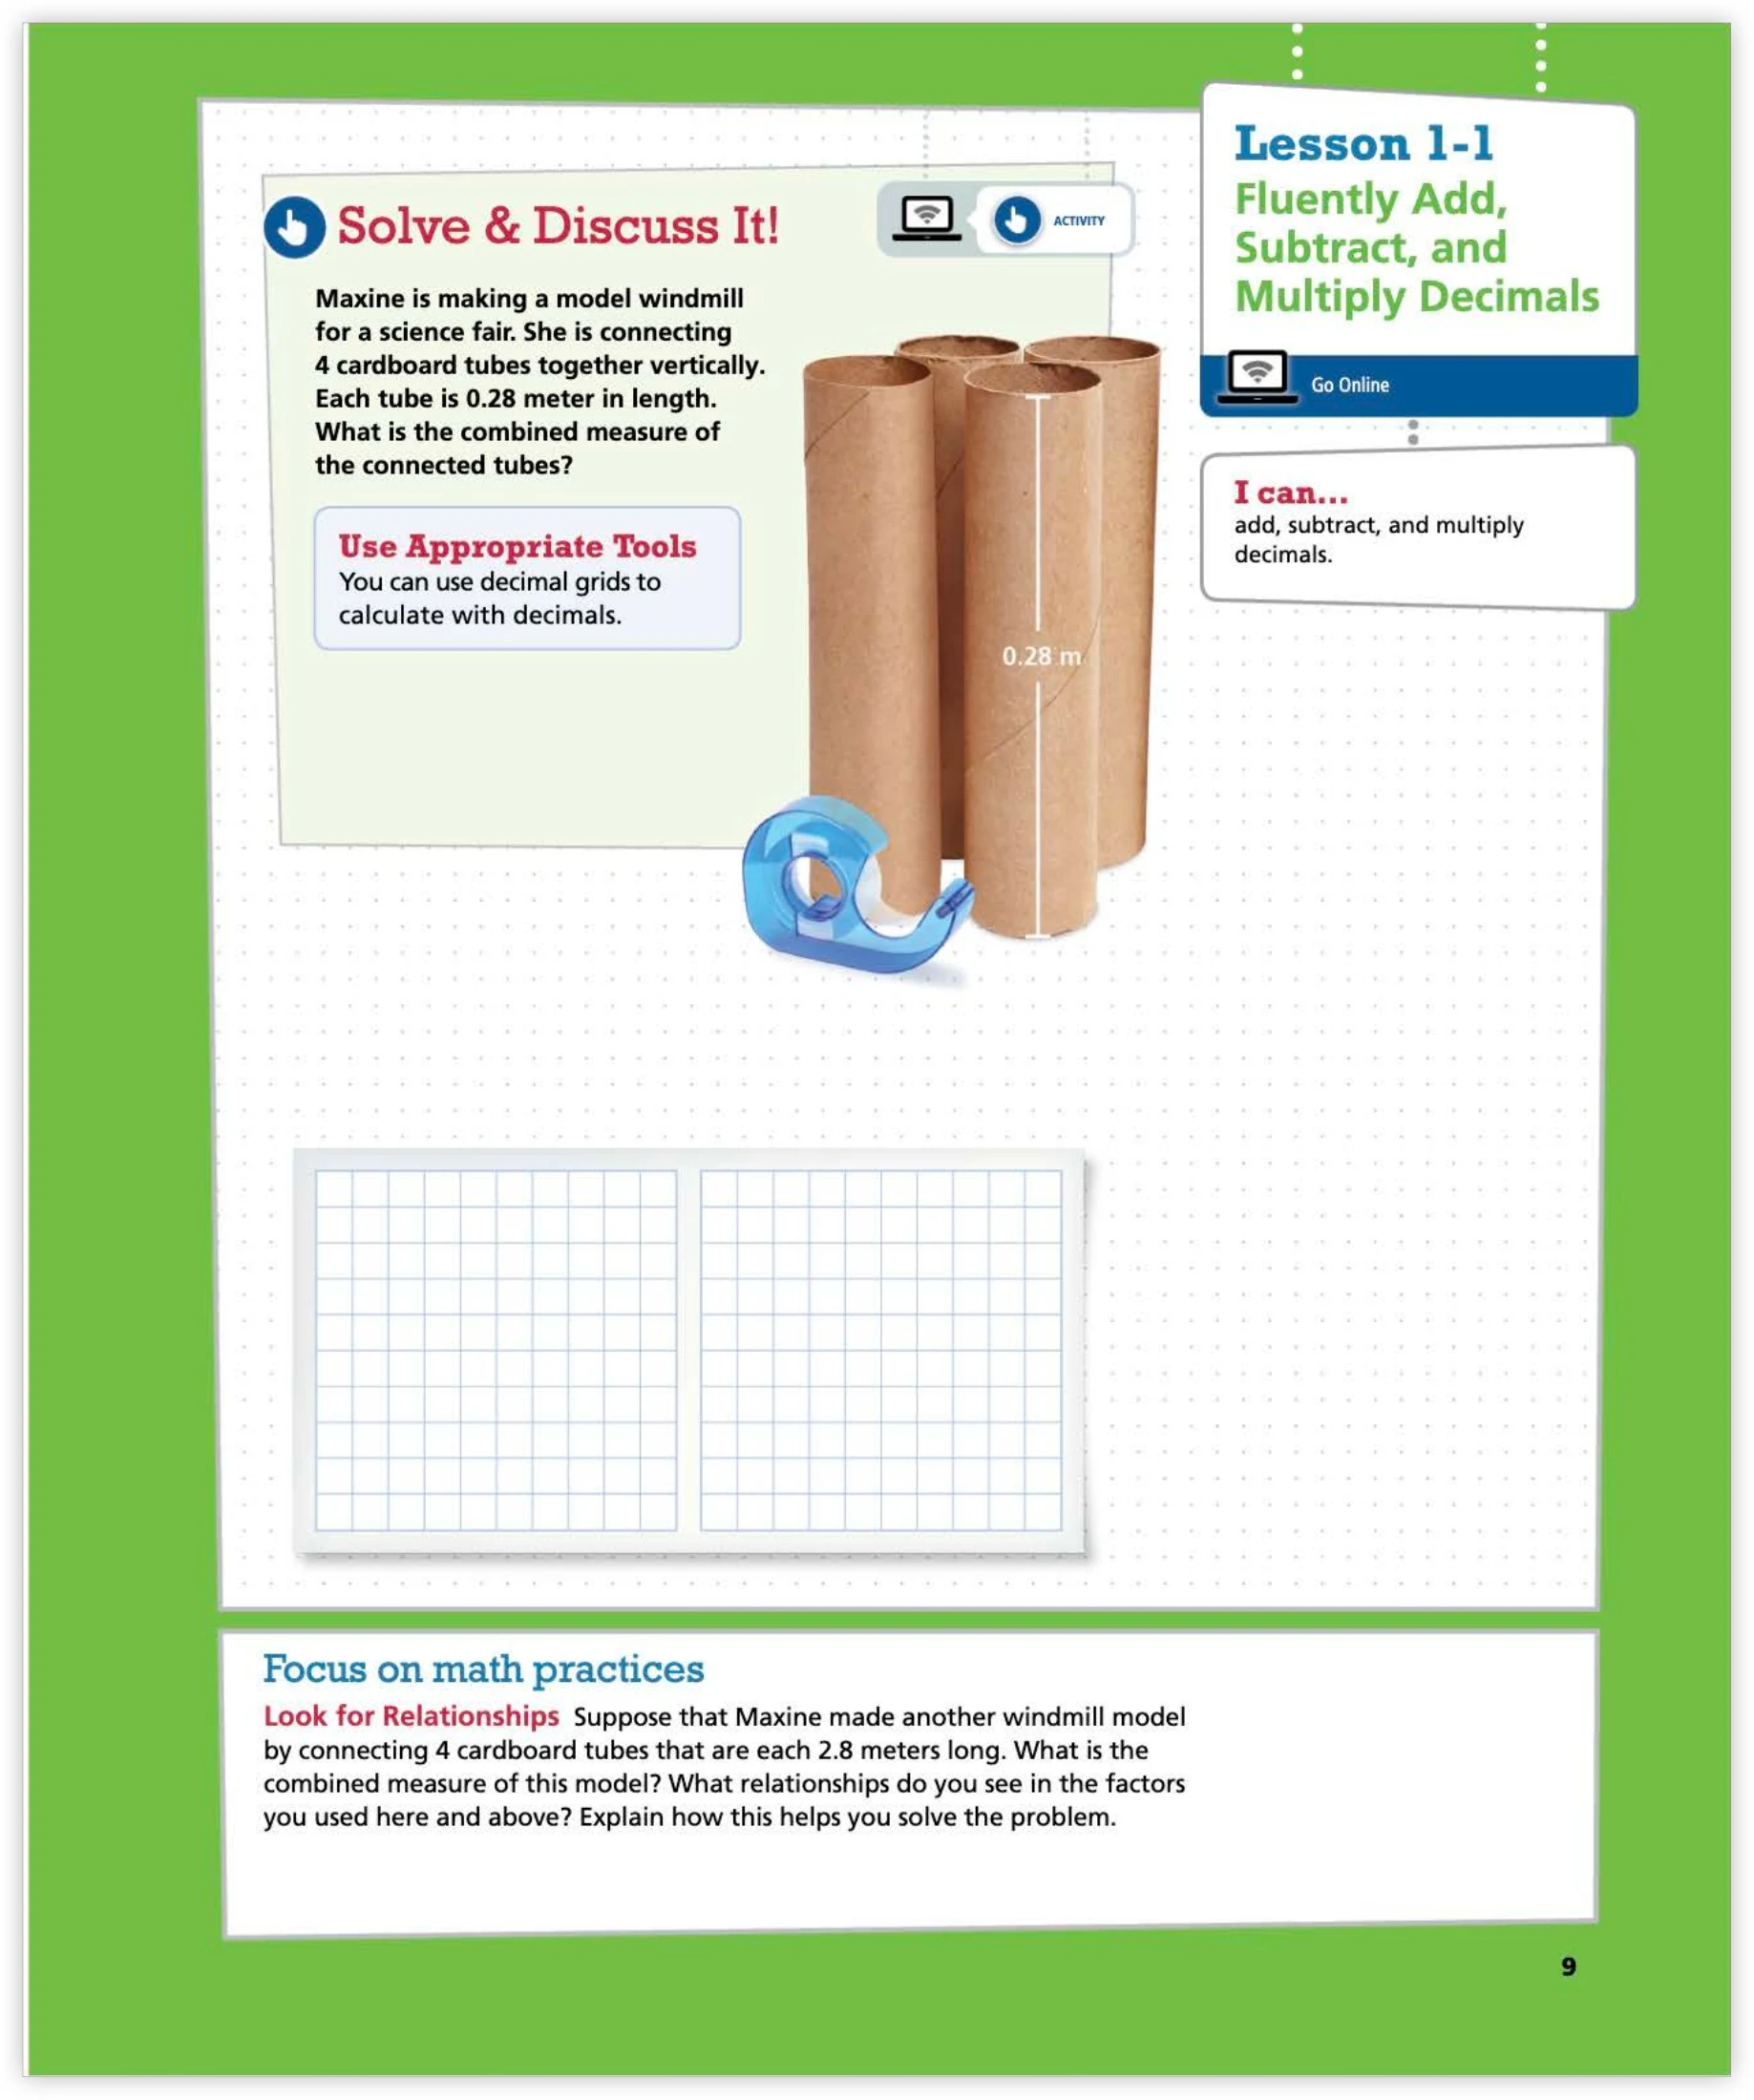 Lesson 1-1
Fluently Add,
Subtract, and
Multiply Decimals
Go Online
I can...
add, subtract, and multiply
decimals.
Solve & Discuss It!
ACTIVITY
Maxine is making a model windmill
for a science fair. She is connecting
4 cardboard tubes together vertically.
Each tube is 0.28 meter in length.
What is the combined measure of
the connected tubes?
Use Appropriate Tools
You can use decimal grids to
calculate with decimals.
0.28 m
Focus on math practices
Look for Relationships Suppose that Maxine made another windmill model
by connecting 4 cardboard tubes that are each 2.8 meters long. What is the
combined measure of this model? What relationships do you see in the factors
you used here and above? Explain how this helps you solve the problem.
9